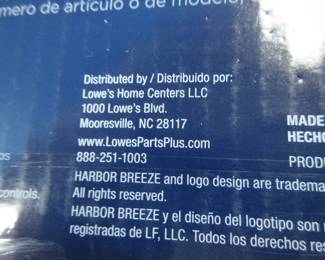 número de artículo o de modelo
Distributed by / Distribuido por:
Lowe's Home Centers LLC
1000 Lowe's Blvd.
Mooresville, NC 28117
MADE
www.LowesPartsPlus.com
HECHO
888-251-1003
PRODU
HARBOR BREEZE and logo design are tradema
controls.
All rights reserved.
HARBOR BREEZE y el diseño del logotipo son
registradas de LF, LLC. Todos los derechos res